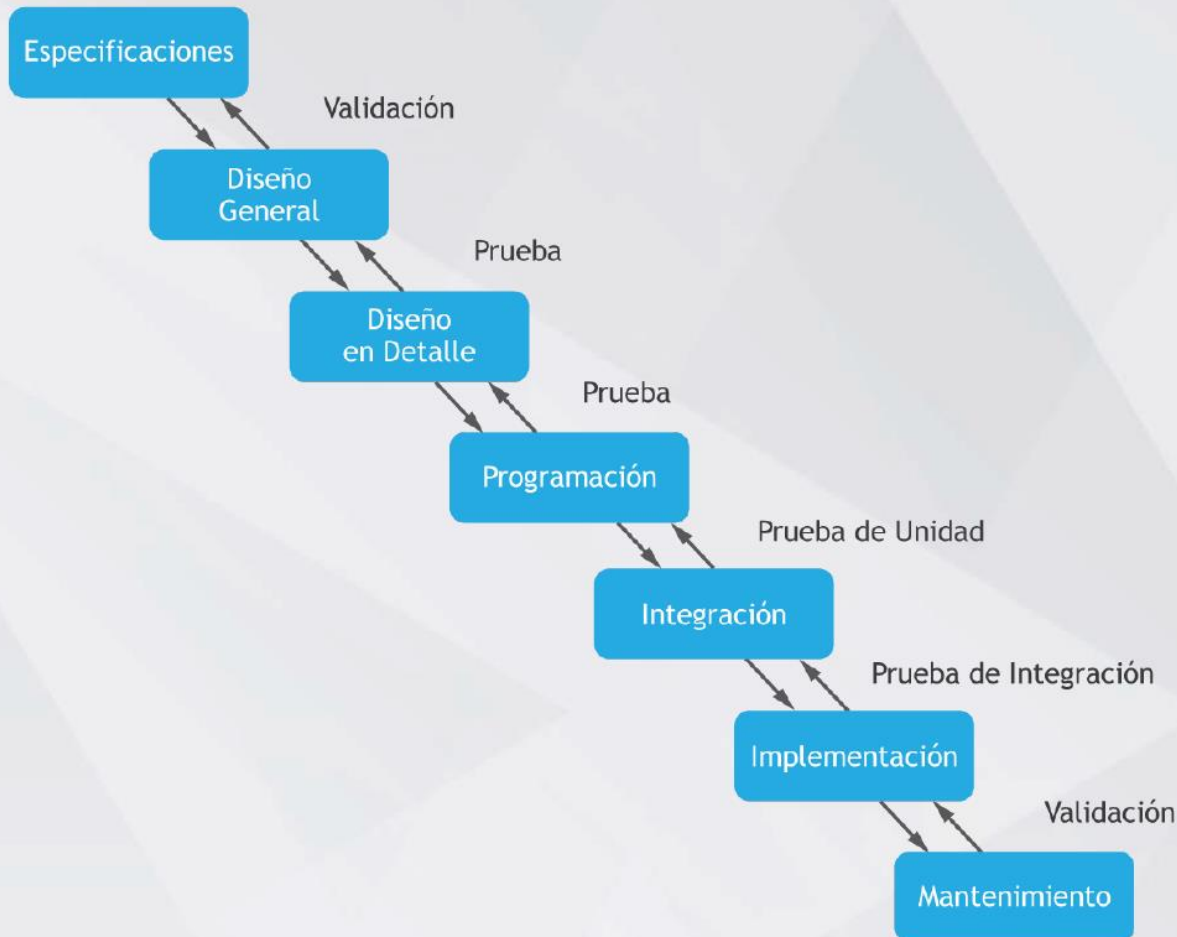 Especificaciones
Validación
Diseño
General
Prueba
Diseño
en Detalle
Prueba
Programación
Prueba de Unidad
Integración
Prueba de Integración
Implementación
Validación
Mantenimiento